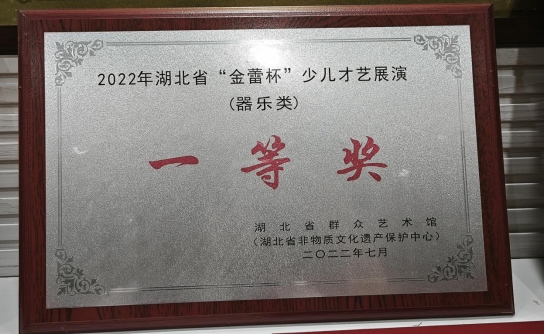 2022年湖北省“金蕾杯”少儿才艺展演
(器乐类)
一等奖
湖北省群众艺术馆
(湖北省非物质文化遗产保护中心)
二〇二二年七月